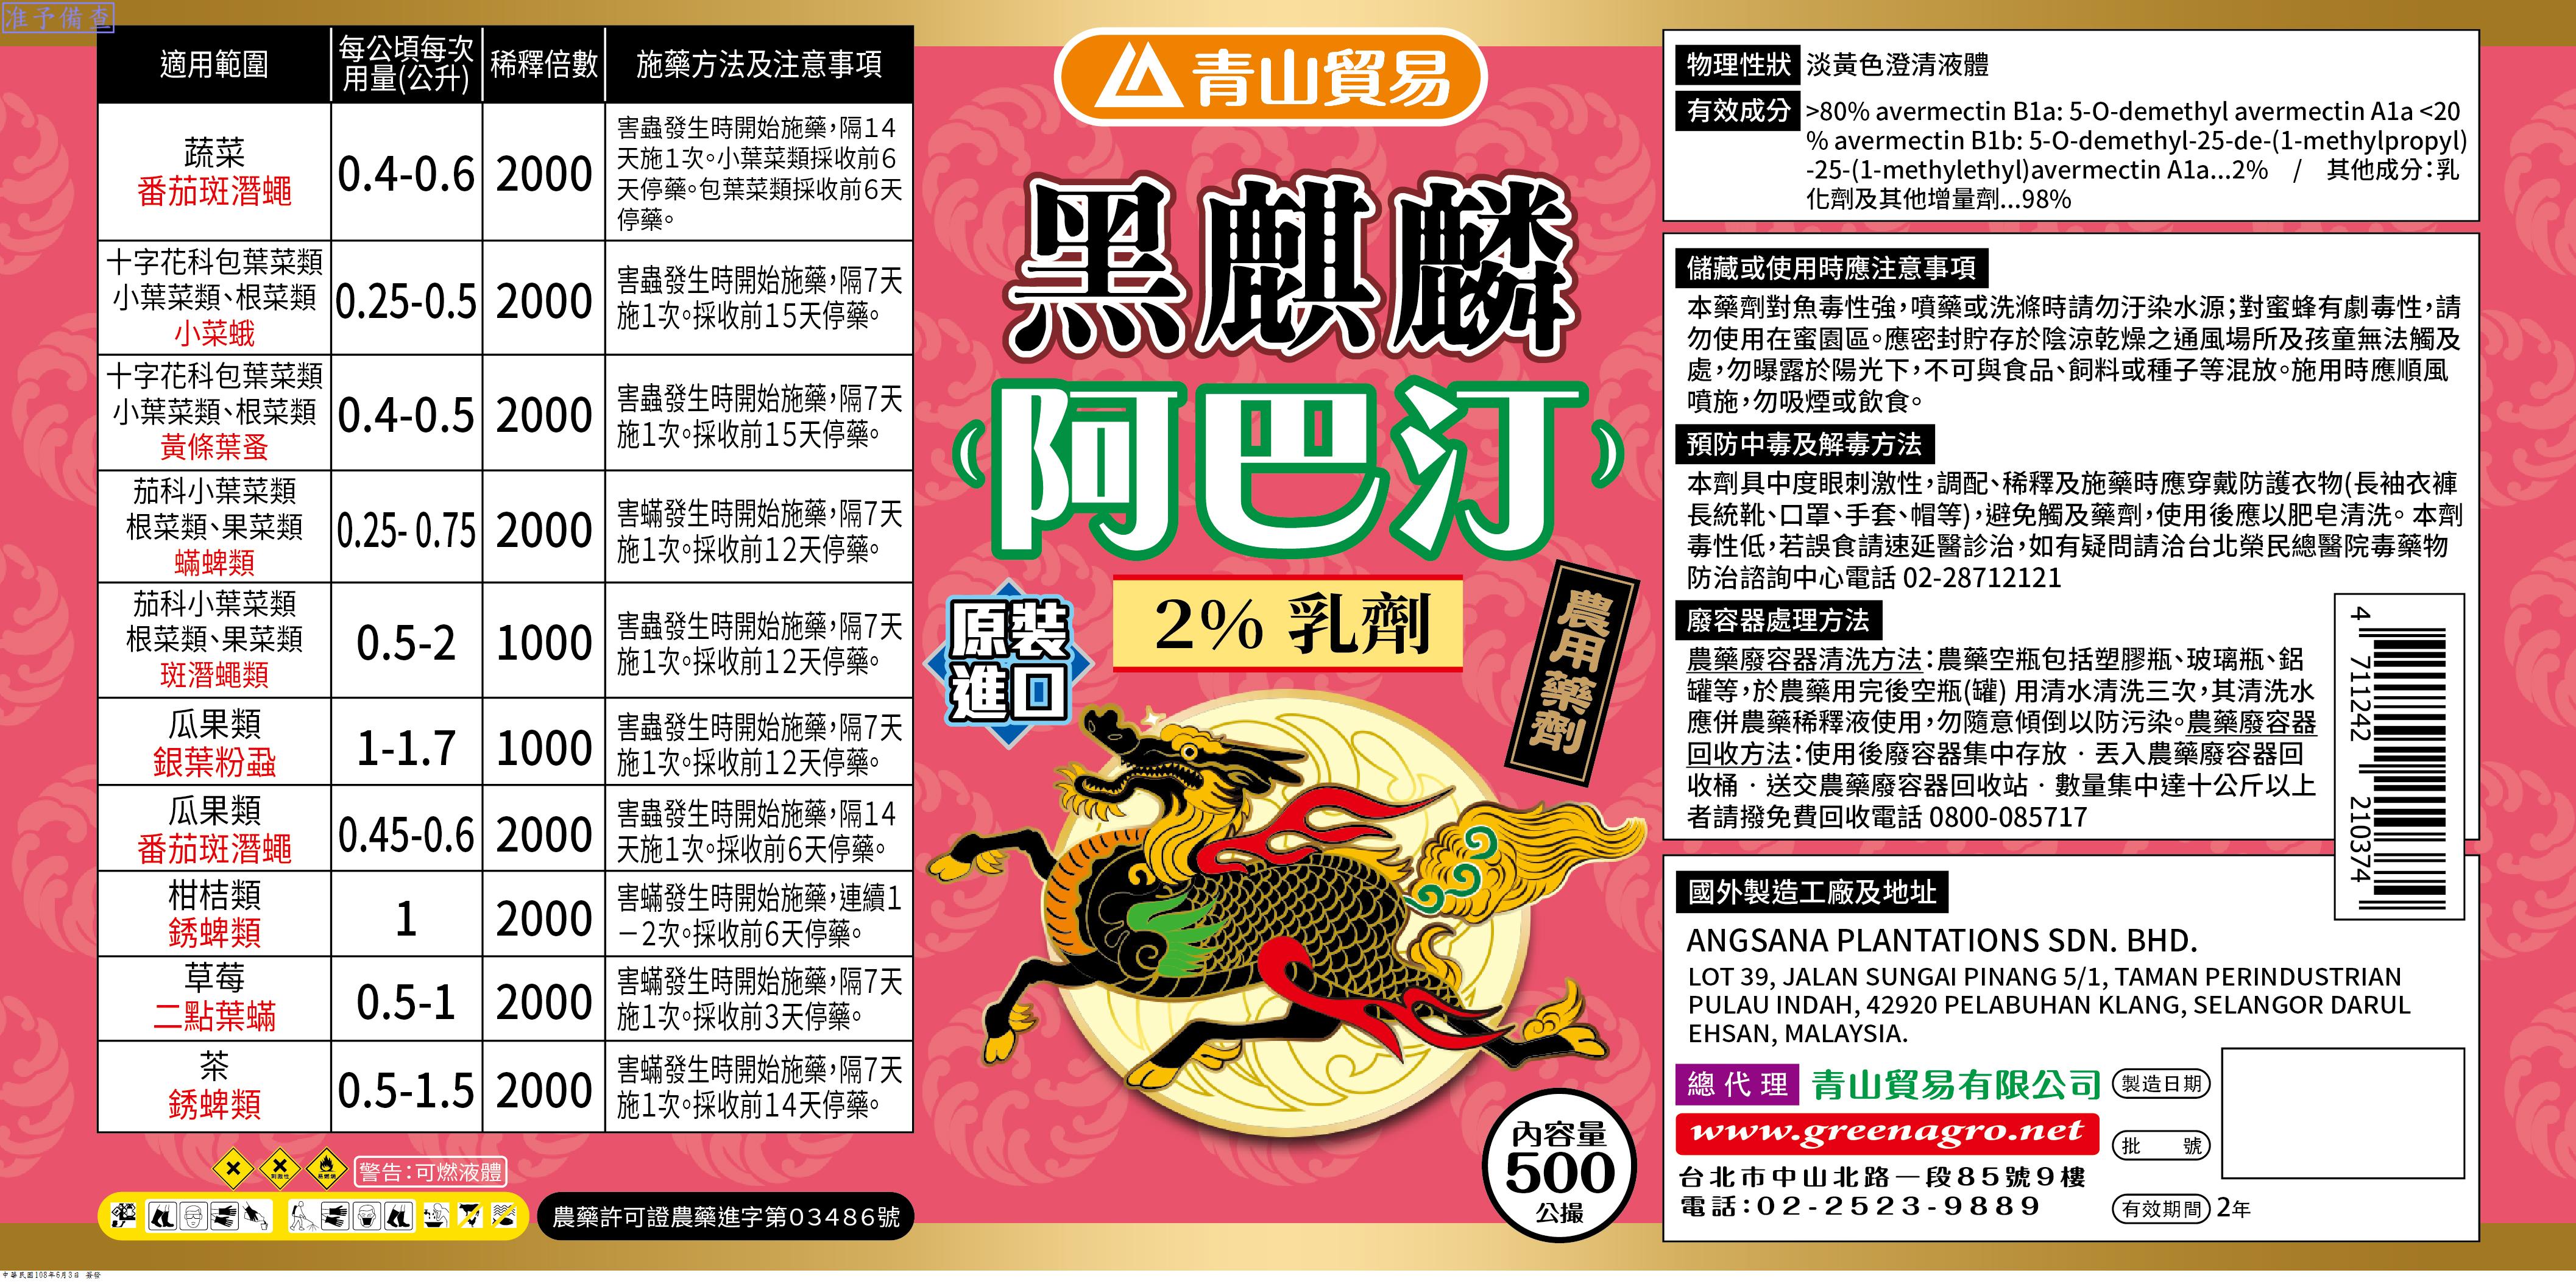 准予備查
適用範圍
每公頃每次
用量(公升)
稀釋倍數
施藥方法及注意事項
蔬菜
番茄斑潛蠅
0.4-0.6
2000
害蟲發生時開始施藥,隔14
天施1次。小葉菜類採收前6
天停藥。包葉菜類採收前6天
停藥。
十字花科包葉菜類
小葉菜類、根菜類
小菜蛾
0.25-0.5
2000
害蟲發生時開始施藥,隔7天
施1次。採收前15天停藥。
十字花科包葉菜類
小葉菜類、根菜類
黃條葉蚤
0.4-0.5
2000
害蟲發生時開始施藥,隔7天
施1次。採收前15天停藥。
茄科小葉菜類
根菜類、果菜類
蟎蜱類
0.25- 0.75
2000
害蟎發生時開始施藥,隔7天
施1次。採收前12天停藥。
茄科小葉菜類
根菜類、果菜類
斑潛蠅類
0.5-2
1000
害蟲發生時開始施藥,隔7天
施1次。採收前12天停藥。
瓜果類
銀葉粉蝨
1-1.7
1000
害蟲發生時開始施藥,隔7天
施1次。採收前12天停藥。
瓜果類
番茄斑潛蠅
0.45-0.6
2000
害蟲發生時開始施藥,隔14
天施1次。採收前6天停藥。
柑桔類
銹蜱類
1
2000
害蟎發生時開始施藥,連續1
－2次。採收前6天停藥。
草莓
二點葉蟎
0.5-1
2000
害蟎發生時開始施藥,隔7天
施1次。採收前3天停藥。
茶
銹蜱類
0.5-1.5
2000
害蟎發生時開始施藥,隔7天
施1次。採收前14天停藥。
警告:可燃液體
農藥許可證農藥進字第03486號
中華民國108年6月3日 簽發
青山貿易
黑麒麟
(阿巴汀)
2% 乳劑
原裝
進口
農用藥劑
內容量
500
公撮
物理性狀 淡黃色澄清液體
有效成分 >80% avermectin B1a: 5-O-demethyl avermectin A1a <20
% avermectin B1b: 5-O-demethyl-25-de-(1-methylpropyl)
-25-(1-methylethyl)avermectin A1a...2% / 其他成分:乳
化劑及其他增量劑...98%
儲藏或使用時應注意事項
本藥劑對魚毒性強,噴藥或洗滌時請勿汙染水源;對蜜蜂有劇毒性,請
勿使用在蜜園區。應密封貯存於陰涼乾燥之通風場所及孩童無法觸及
處,勿曝露於陽光下,不可與食品、飼料或種子等混放。施用時應順風
噴施,勿吸煙或飲食。
預防中毒及解毒方法
本劑具中度眼刺激性,調配、稀釋及施藥時應穿戴防護衣物(長袖衣褲
長統靴、口罩、手套、帽等),避免觸及藥劑,使用後應以肥皂清洗。本劑
毒性低,若誤食請速延醫診治,如有疑問請洽台北榮民總醫院毒藥物
防治諮詢中心電話 02-28712121
廢容器處理方法
農藥廢容器清洗方法:農藥空瓶包括塑膠瓶、玻璃瓶、鋁
罐等,於農藥用完後空瓶(罐) 用清水清洗三次,其清洗水
應併農藥稀釋液使用,勿隨意傾倒以防污染。農藥廢容器
回收方法:使用後廢容器集中存放．丟入農藥廢容器回
收桶．送交農藥廢容器回收站．數量集中達十公斤以上
者請撥免費回收電話 0800-085717
4 711242 210374
國外製造工廠及地址
ANGSANA PLANTATIONS SDN. BHD.
LOT 39, JALAN SUNGAI PINANG 5/1, TAMAN PERINDUSTRIAN
PULAU INDAH, 42920 PELABUHAN KLANG, SELANGOR DARUL
EHSAN, MALAYSIA.
總代理 青山貿易有限公司
www.greenagro.net
台北市中山北路一段85號9樓
電話:02-2523-9889
製造日期
批 號
有效期間 2年